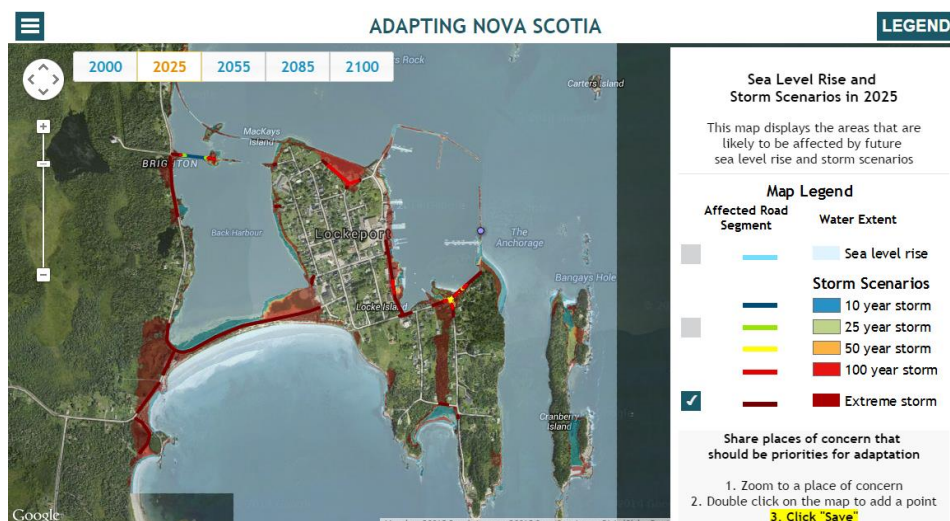 ADAPTING NOVA SCOTIA
LEGEND
2000 2025 2055 2085 2100
s Rock
Carters Island
MacKays
Island
BRIGHTON
Back Harbour
Lockeport
The
Anchorage
Bangays Hole
Locke Island
Cranberry
Island
Google
Sea Level Rise and
Storm Scenarios in 2025
This map displays the areas that are
likely to be affected by future
sea level rise and storm scenarios
Map Legend
Affected Road
Segment
Water Extent
Sea level rise
Storm Scenarios
10 year storm
25 year storm
50 year storm
100 year storm
Extreme storm
Share places of concern that
should be priorities for adaptation
1. Zoom to a place of concern
2. Double click on the map to add a point
3. Click "Save"